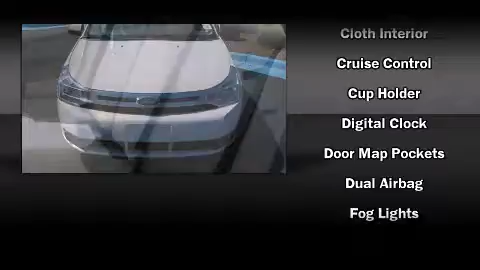 Cloth Interior
Cruise Control
Cup Holder
Digital Clock
Door Map Pockets
Dual Airbag
Fog Lights